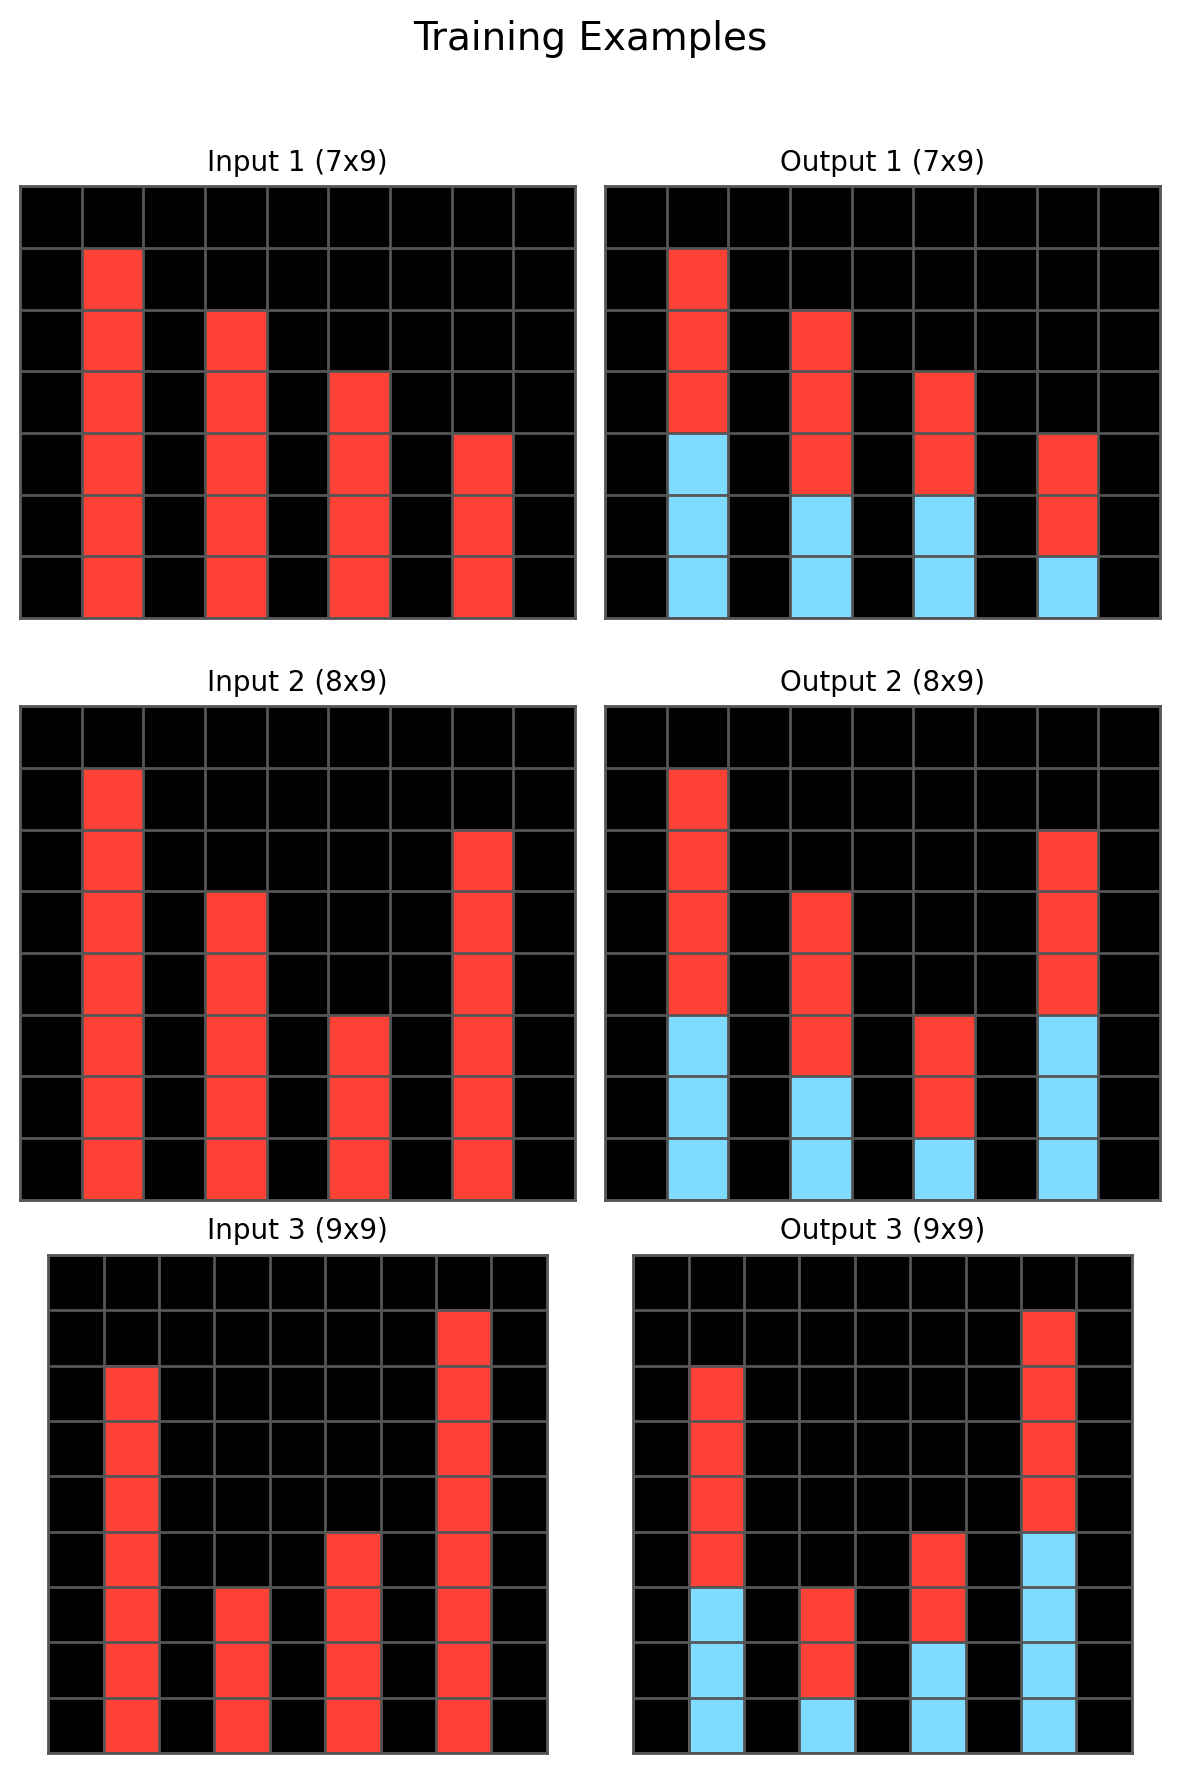 Training Examples
Input 1 (7x9)
Output 1 (7x9)
Input 2 (8x9)
Output 2 (8x9)
Input 3 (9x9)
Output 3 (9x9)